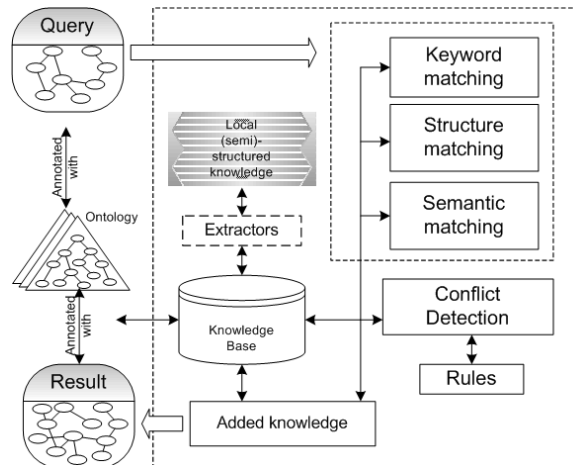 Query
Keyword
matching
Structure
matching
Semantic
matching
Local
(semi)-
structured
knowledge
Annotated
with
Ontology
Extractors
Knowledge
Base
Conflict
Detection
Rules
Annotated
with
Result
Added knowledge